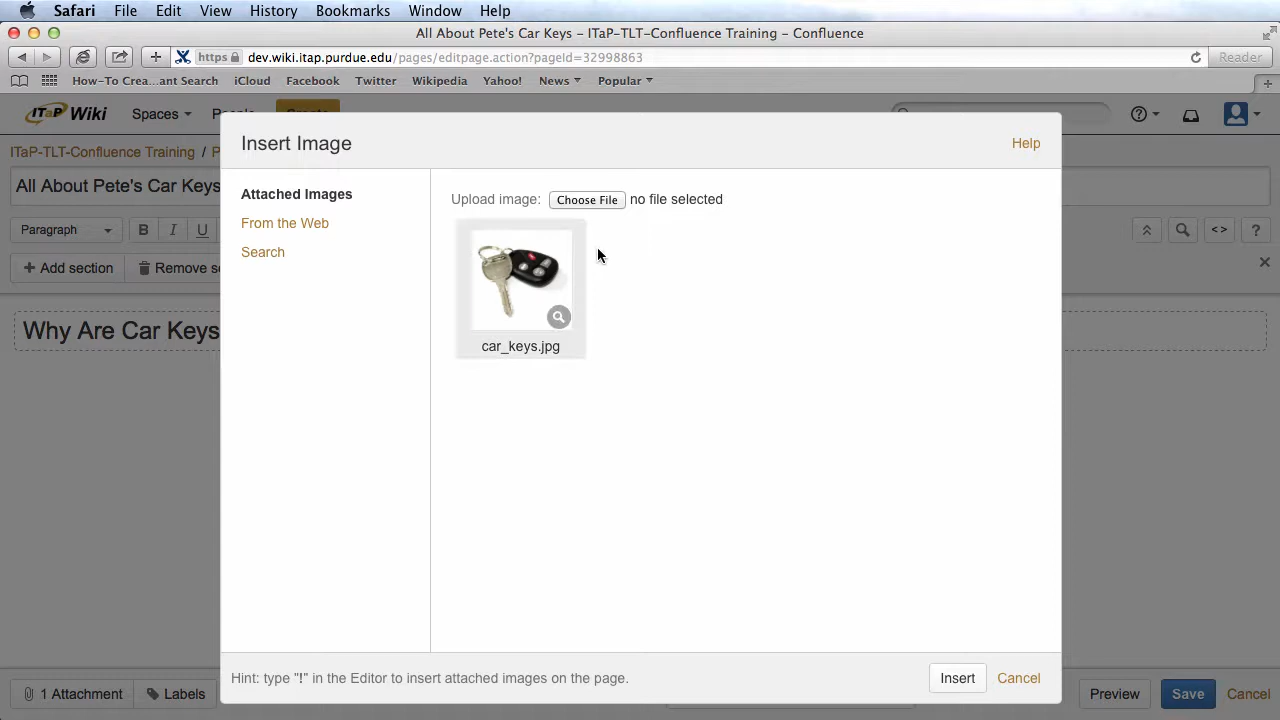 Safari File Edit View History Bookmarks Window Help
All About Pete's Car Keys – ITaP-TLT-Confluence Training – Confluence
https dev.wiki.itap.purdue.edu/pages/editpage.action?pageId=32998863 Reader
How-To Crea...ant Search iCloud Facebook Twitter Wikipedia Yahoo! News Popular
ITaP Wiki Spaces People Create
Insert Image Help
ITaP-TLT-Confluence Training / P
All About Pete's Car Keys
Attached Images
From the Web
Search
Upload image: Choose File no file selected
Paragraph B I U <> ?
+ Add section Remove se
car_keys.jpg
Why Are Car Keys
Hint: type "!" in the Editor to insert attached images on the page. Insert Cancel
1 Attachment Labels Preview Save Cancel